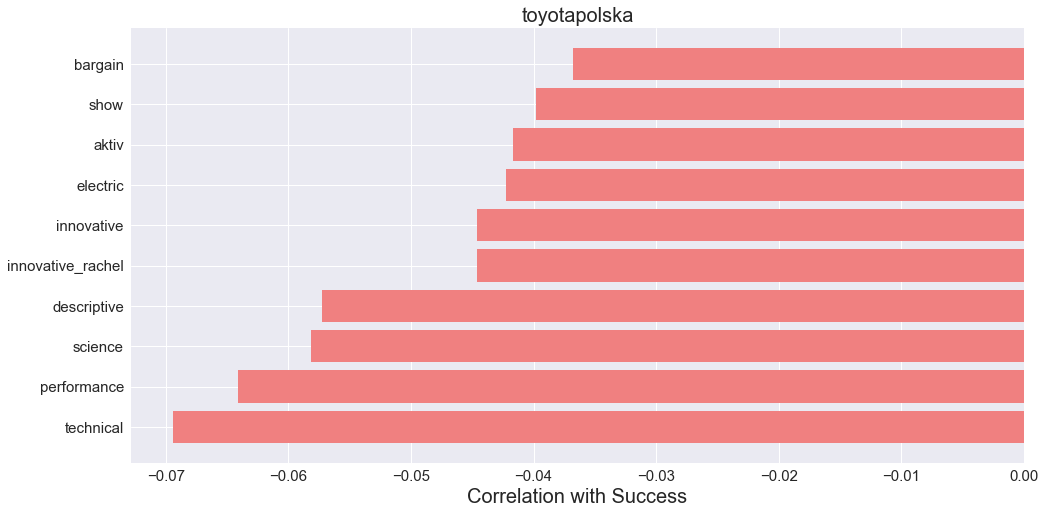 toyotapolska
bargain
show
aktiv
electric
innovative
innovative_rachel
descriptive
science
performance
technical
−0.07 −0.06 −0.05 −0.04 −0.03 −0.02 −0.01 0.00
Correlation with Success